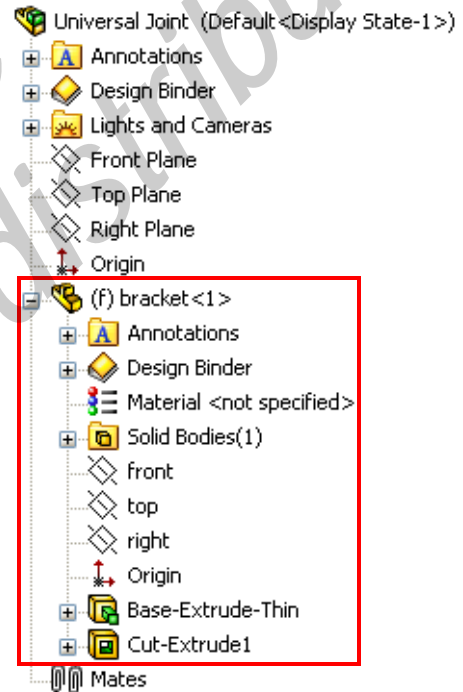 Universal Joint (Default<Display State-1>)
Annotations
Design Binder
Lights and Cameras
Front Plane
Top Plane
Right Plane
Origin
(f) bracket<1>
Annotations
Design Binder
Material <not specified>
Solid Bodies(1)
front
top
right
Origin
Base-Extrude-Thin
Cut-Extrude1
Mates